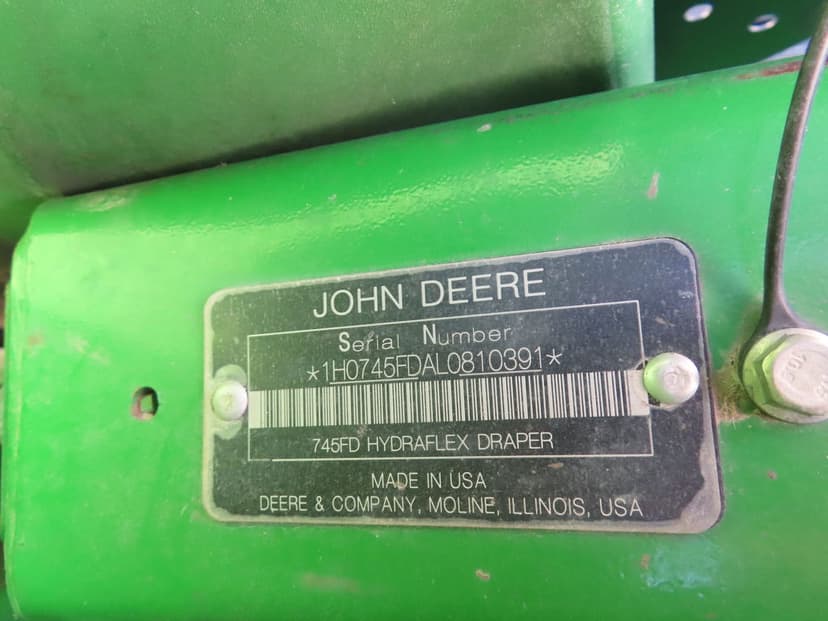 JOHN DEERE
Serial Number
*1H0745FDAL0810391*
745FD HYDRAFLEX DRAPER
MADE IN USA
DEERE & COMPANY, MOLINE, ILLINOIS, USA